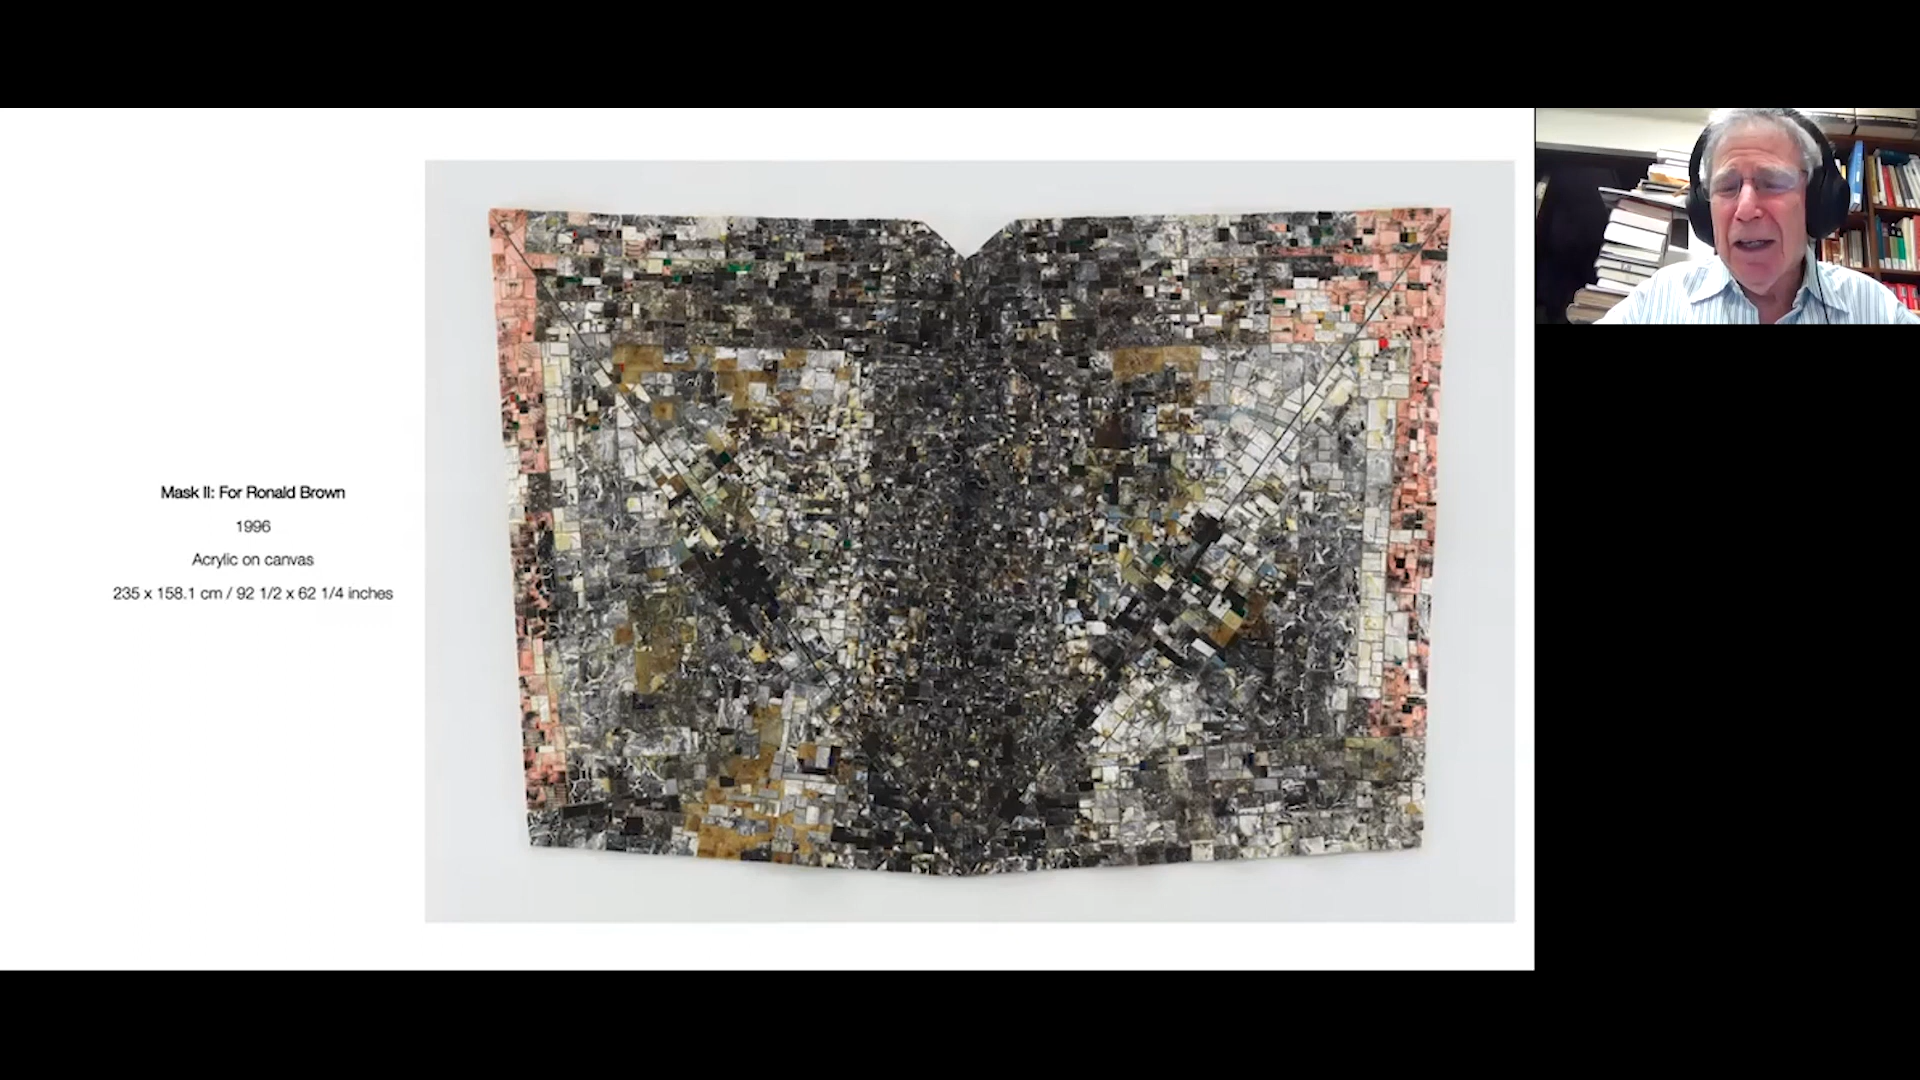 Mask II: For Ronald Brown
1996
Acrylic on canvas
235 x 158.1 cm / 92 1/2 x 62 1/4 inches